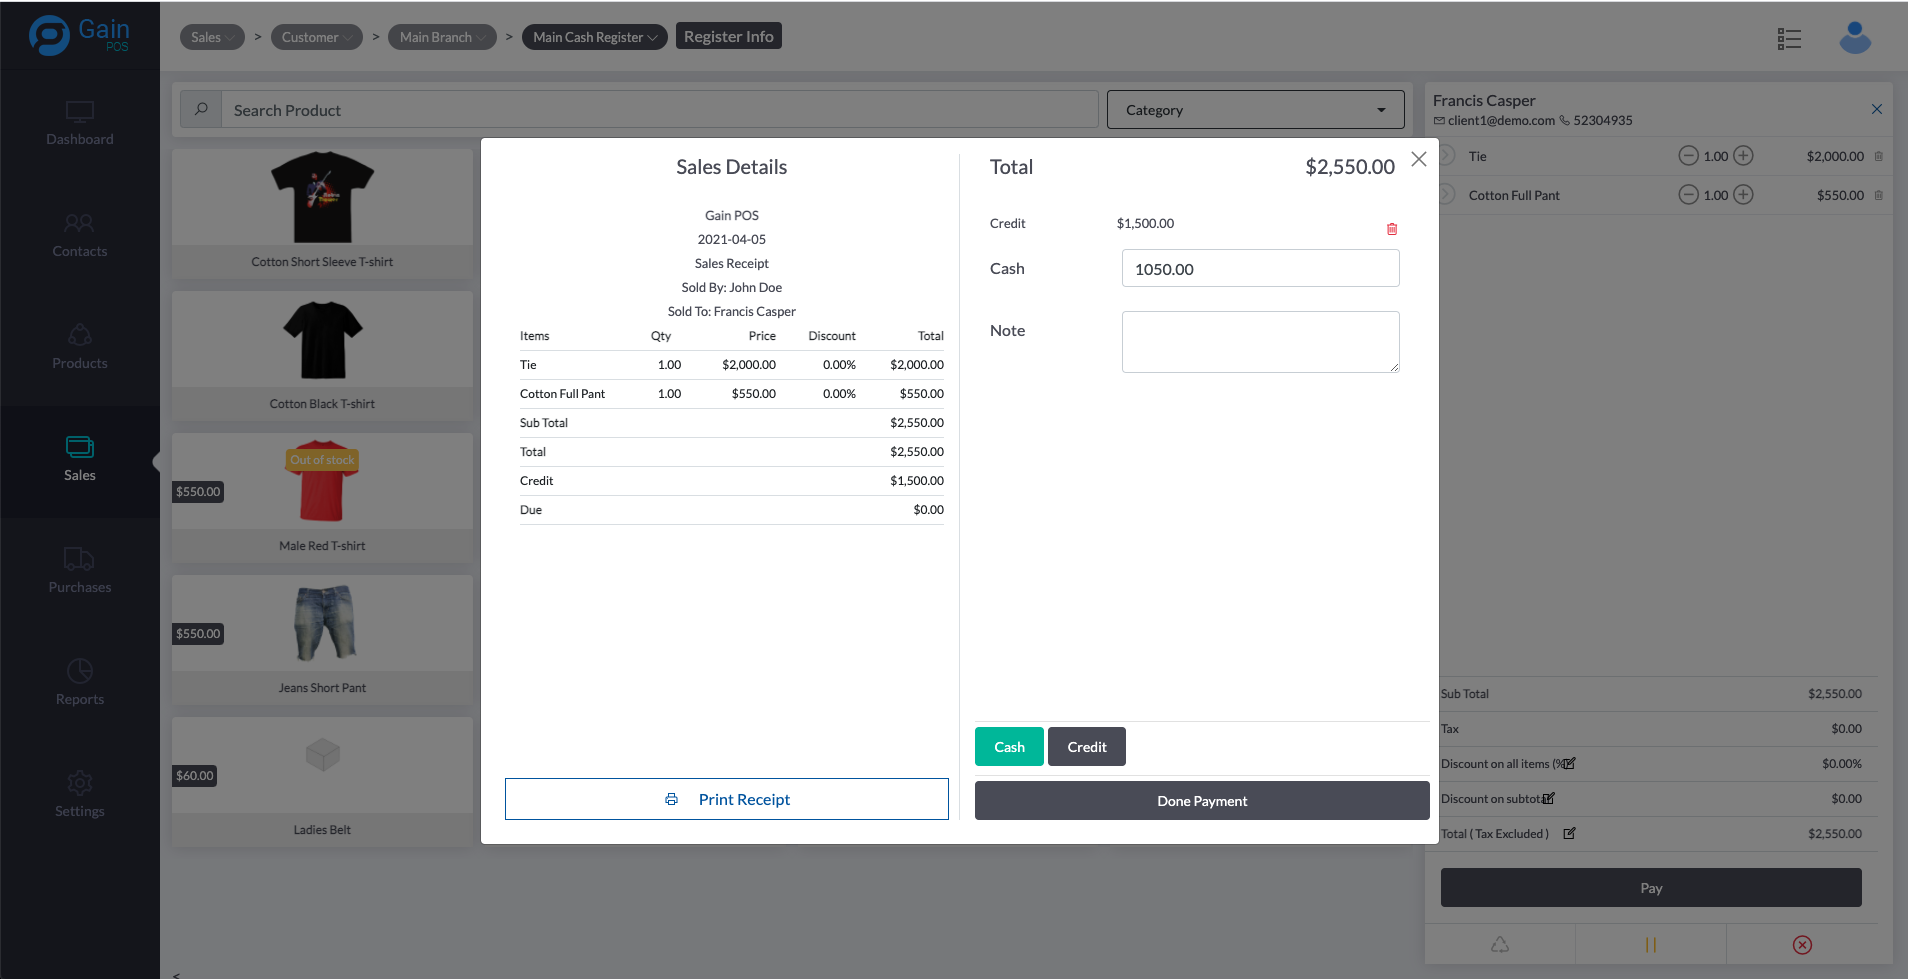 Gain
POS
Sales > Customer > Main Branch > Main Cash Register Register Info
Dashboard
Contacts
Products
Sales
Purchases
Reports
Settings
Search Product
Category
Cotton Short Sleeve T-shirt
Cotton Black T-shirt
Out of stock
$550.00
Male Red T-shirt
$550.00
Jeans Short Pant
$60.00
Ladies Belt
<
Sales Details
Gain POS
2021-04-05
Sales Receipt
Sold By: John Doe
Sold To: Francis Casper
Items Qty Price Discount Total
Tie 1.00 $2,000.00 0.00% $2,000.00
Cotton Full Pant 1.00 $550.00 0.00% $550.00
Sub Total $2,550.00
Total $2,550.00
Credit $1,500.00
Due $0.00
Print Receipt
Total $2,550.00
Credit $1,500.00
Cash 1050.00
Note
Cash Credit
Done Payment
Francis Casper
client1@demo.com 52304935
Tie 1.00 $2,000.00
Cotton Full Pant 1.00 $550.00
Sub Total $2,550.00
Tax $0.00
Discount on all items (% $0.00%
Discount on subtotal $0.00
Total ( Tax Excluded ) $2,550.00
Pay